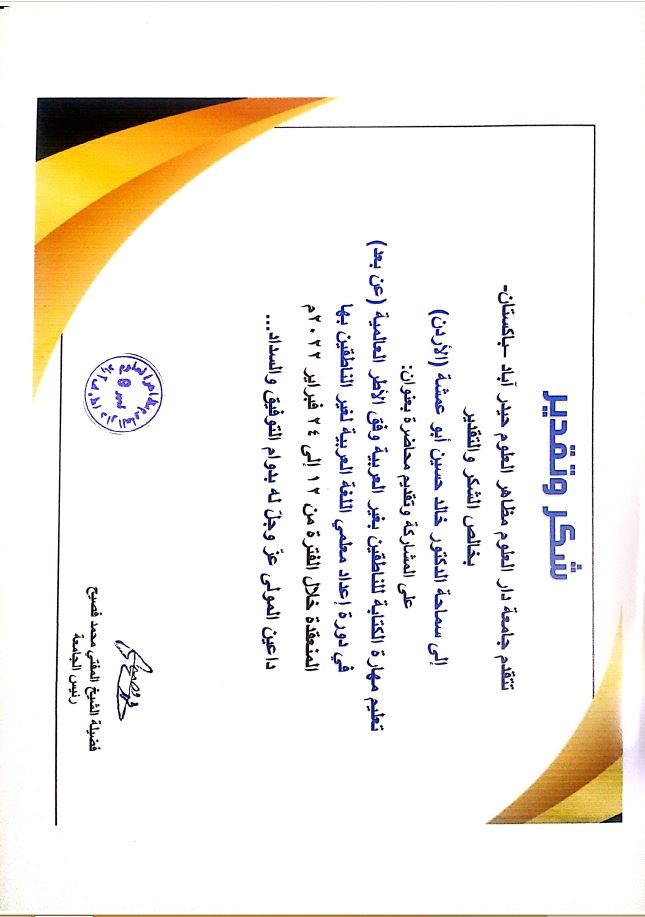 شكر وتقدير
تتقدم جامعة دار العلوم مظاهر العلوم حيدر آباد -باكستان-
بخالص الشكر والتقدير
إلى سماحة الدكتور خالد حسين أبو عمشة (الأردن)
على المشاركة وتقديم محاضرة بعنوان:
تعليم مهارة الكتابة للناطقين بغير العربية وفق الأطر العالمية (عن بعد)
في دورة إعداد معلمي اللغة العربية لغير الناطقين بها
المنعقدة خلال الفترة من ١٢ إلى ٢٤ فبراير ٢٠٢٢م
داعين المولى عزّ وجلّ له بدوام التوفيق والسداد...
فضيلة الشيخ المفتي محمد فصيح
رئيس الجامعة